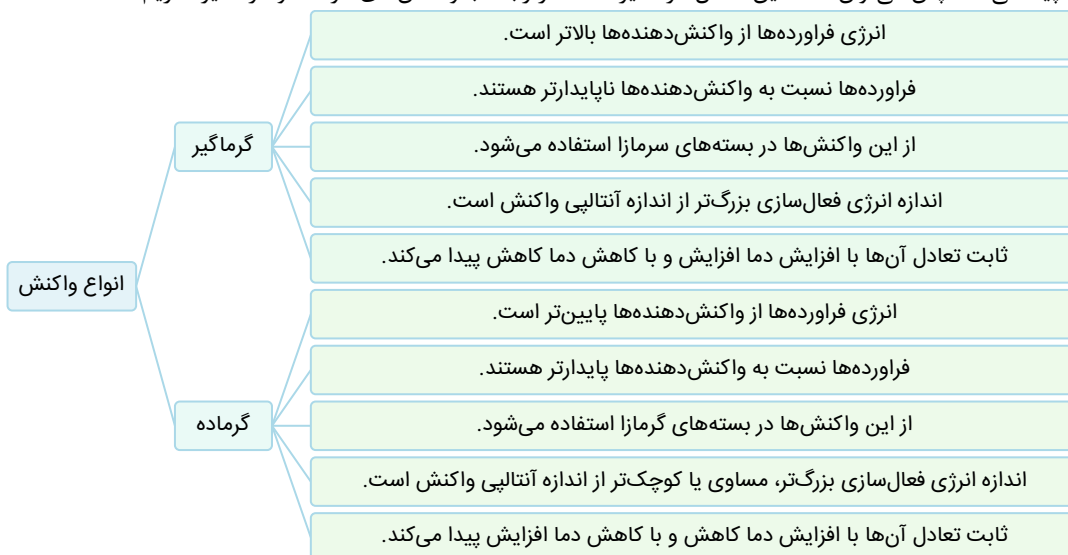 انرژی فراورده‌ها از واکنش‌دهنده‌ها بالاتر است.
فراورده‌ها نسبت به واکنش‌دهنده‌ها ناپایدارتر هستند.
گرماگیر
از این واکنش‌ها در بسته‌های سرمازا استفاده می‌شود.
اندازه انرژی فعال‌سازی بزرگ‌تر از اندازه آنتالپی واکنش است.
ثابت تعادل آن‌ها با افزایش دما افزایش و با کاهش دما کاهش پیدا می‌کند.
انواع واکنش
انرژی فراورده‌ها از واکنش‌دهنده‌ها پایین‌تر است.
فراورده‌ها نسبت به واکنش‌دهنده‌ها پایدارتر هستند.
گرماده
از این واکنش‌ها در بسته‌های گرمازا استفاده می‌شود.
اندازه انرژی فعال‌سازی بزرگ‌تر، مساوی یا کوچک‌تر از اندازه آنتالپی واکنش است.
ثابت تعادل آن‌ها با افزایش دما کاهش و با کاهش دما افزایش پیدا می‌کند.